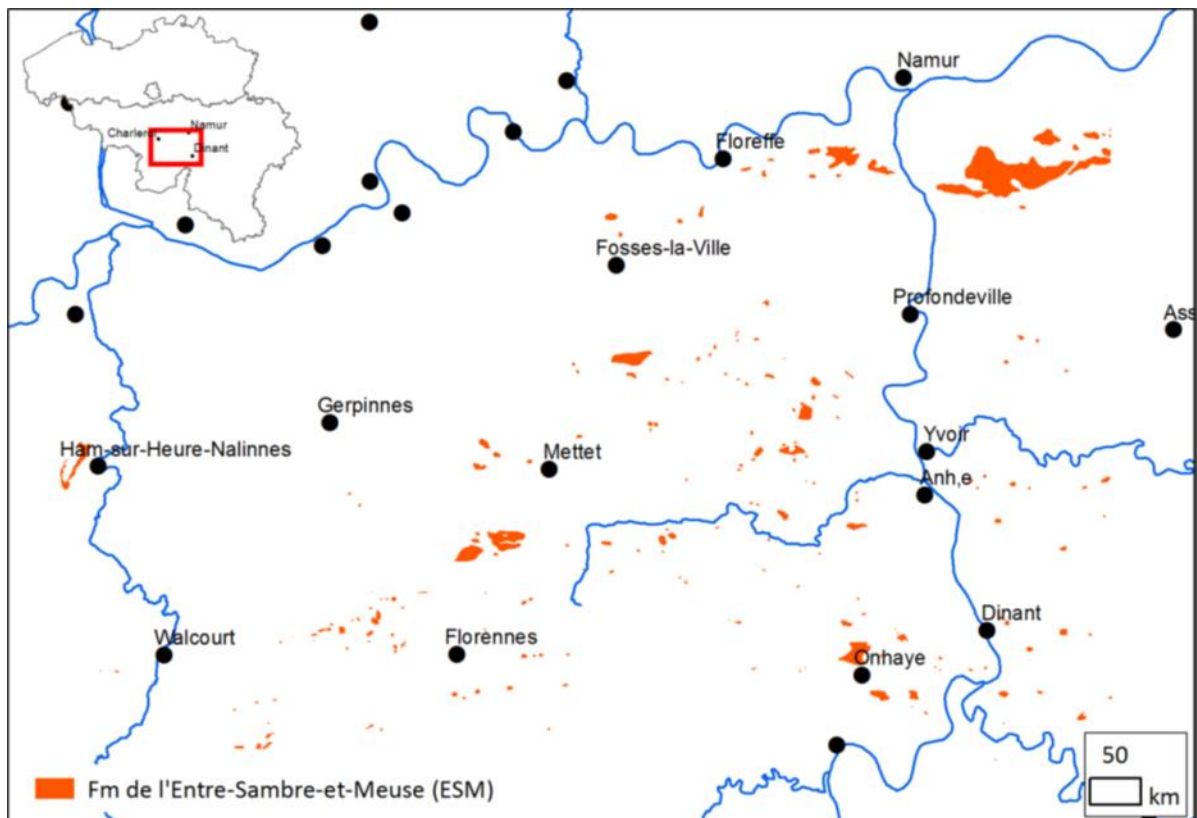 Namur
Charleroi
Namur
Dinant
Floreffe
Fosses-la-Ville
Profondeville
Ass
Gerpinnes
Ham-sur-Heure-Nalinnes
Mettet
Yvoir
Anh,e
Dinant
Walcourt
Florennes
Onhaye
50
km
Fm de l'Entre-Sambre-et-Meuse (ESM)